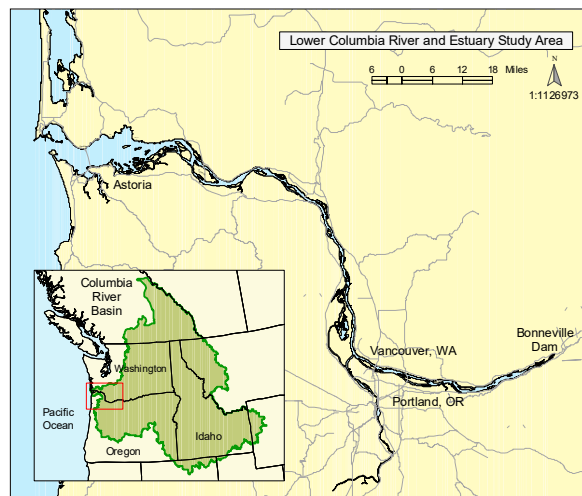 Lower Columbia River and Estuary Study Area
N
6 0 6 12 18 Miles
1:1126973
Astoria
Bonneville
Dam
Vancouver, WA
Portland, OR
Columbia
River
Basin
Washington
Pacific
Ocean
Oregon
Idaho